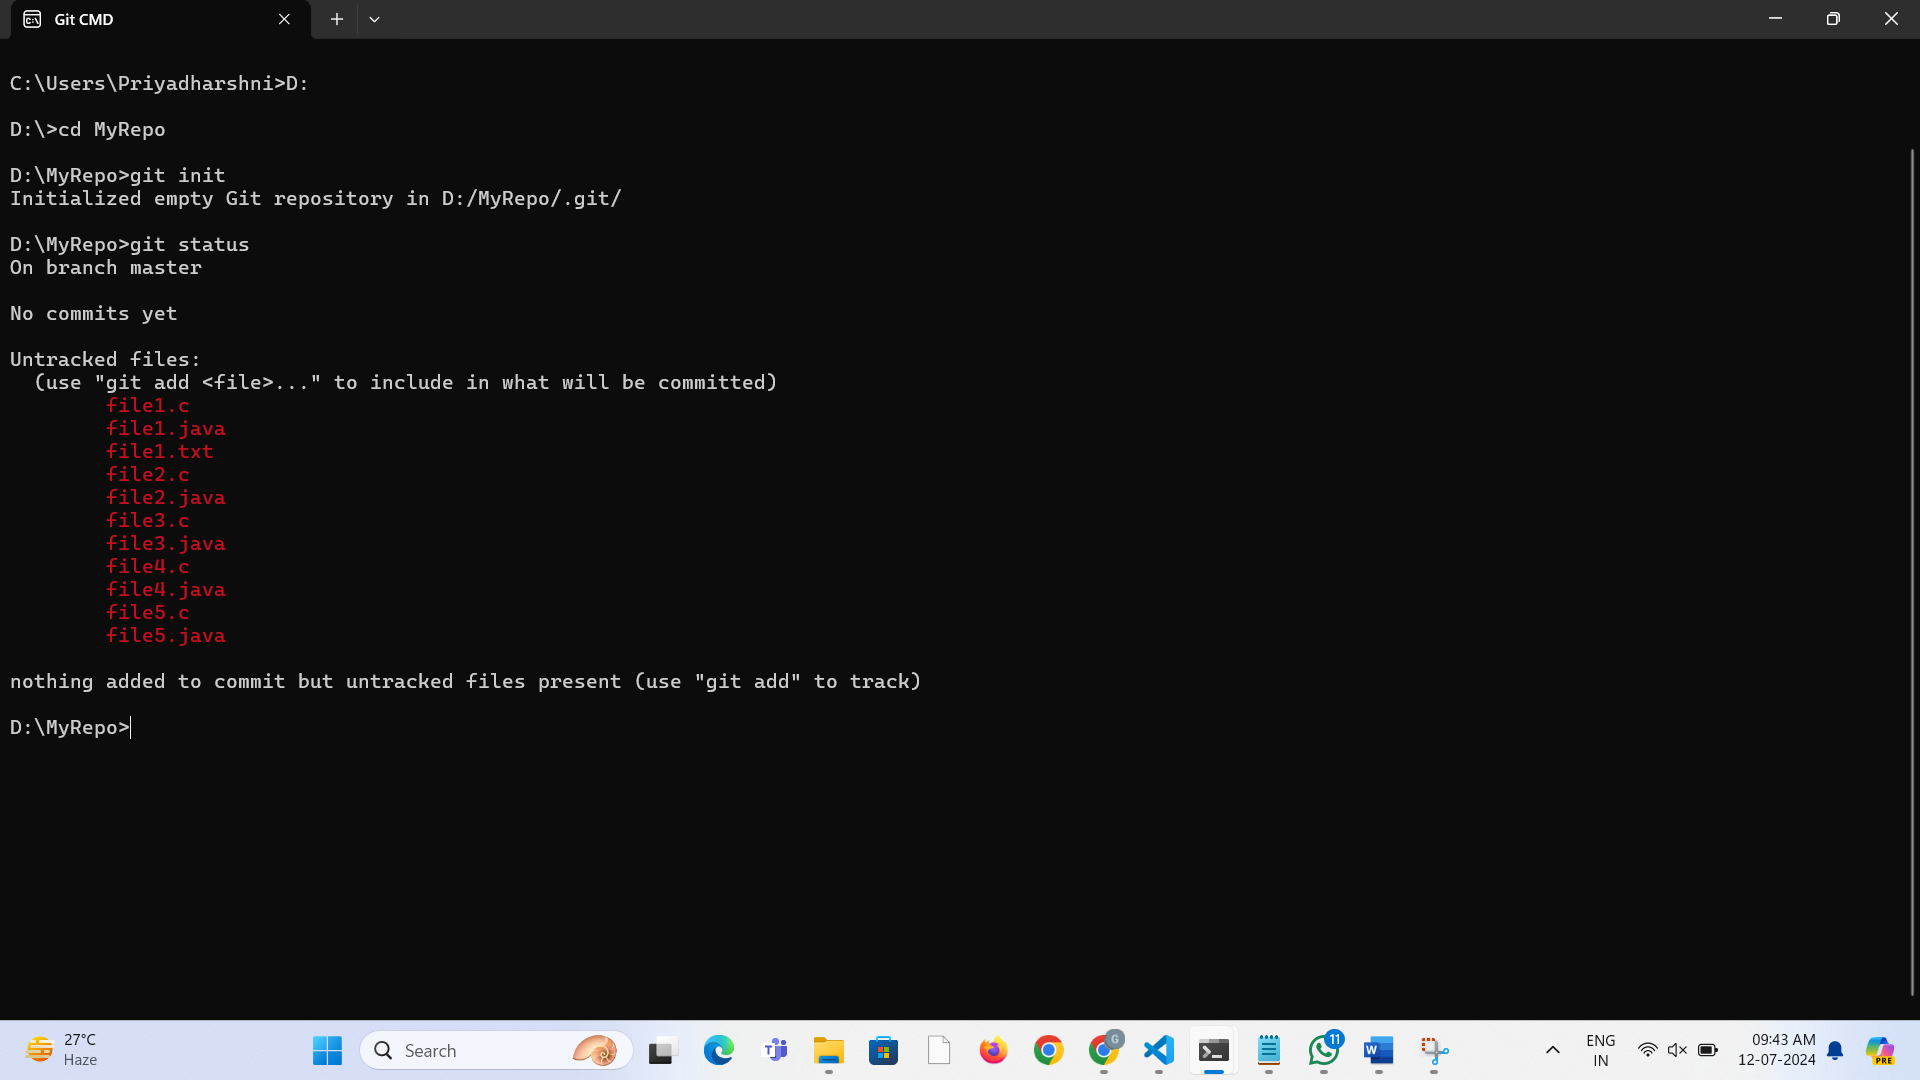 Git CMD
C:\Users\Priyadharshni>D:
D:\>cd MyRepo
D:\MyRepo>git init
Initialized empty Git repository in D:/MyRepo/.git/
D:\MyRepo>git status
On branch master
No commits yet
Untracked files:
  (use "git add <file>..." to include in what will be committed)
        file1.c
        file1.java
        file1.txt
        file2.c
        file2.java
        file3.c
        file3.java
        file4.c
        file4.java
        file5.c
        file5.java
nothing added to commit but untracked files present (use "git add" to track)
D:\MyRepo>
27°C
Haze
Search
G
11
ENG
IN
09:43 AM
12-07-2024
PRE